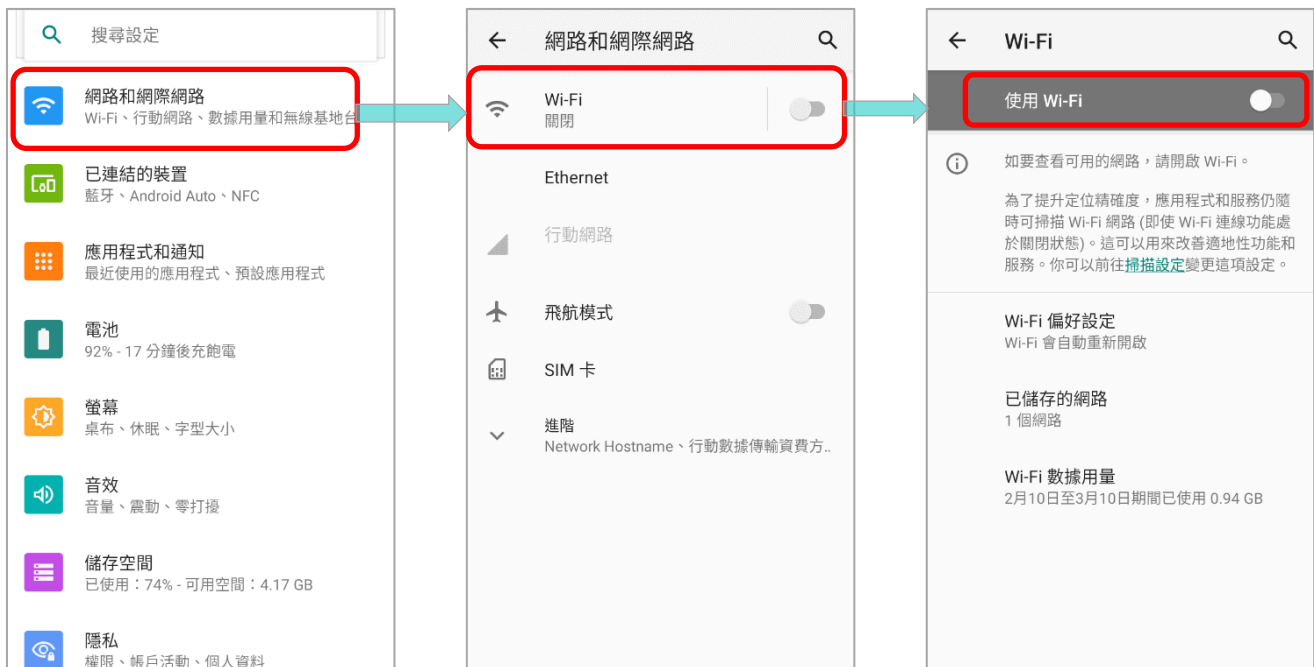 搜尋設定
網路和網際網路
Wi-Fi、行動網路、數據用量和無線基地台
已連結的裝置
藍牙、Android Auto、NFC
應用程式和通知
最近使用的應用程式、預設應用程式
電池
92% - 17 分鐘後充飽電
螢幕
桌布、休眠、字型大小
音效
音量、震動、零打擾
儲存空間
已使用：74% - 可用空間：4.17 GB
隱私
權限、帳戶活動、個人資料
網路和網際網路
Wi-Fi
關閉
Ethernet
行動網路
飛航模式
SIM 卡
進階
Network Hostname、行動數據傳輸資費方..
Wi-Fi
使用 Wi-Fi
如要查看可用的網路，請開啟 Wi-Fi。
為了提升定位精確度，應用程式和服務仍隨
時可掃描 Wi-Fi 網路 (即使 Wi-Fi 連線功能處
於關閉狀態)。這可以用來改善適地性功能和
服務。你可以前往掃描設定變更這項設定。
Wi-Fi 偏好設定
Wi-Fi 會自動重新開啟
已儲存的網路
1 個網路
Wi-Fi 數據用量
2月10日至3月10日期間已使用 0.94 GB